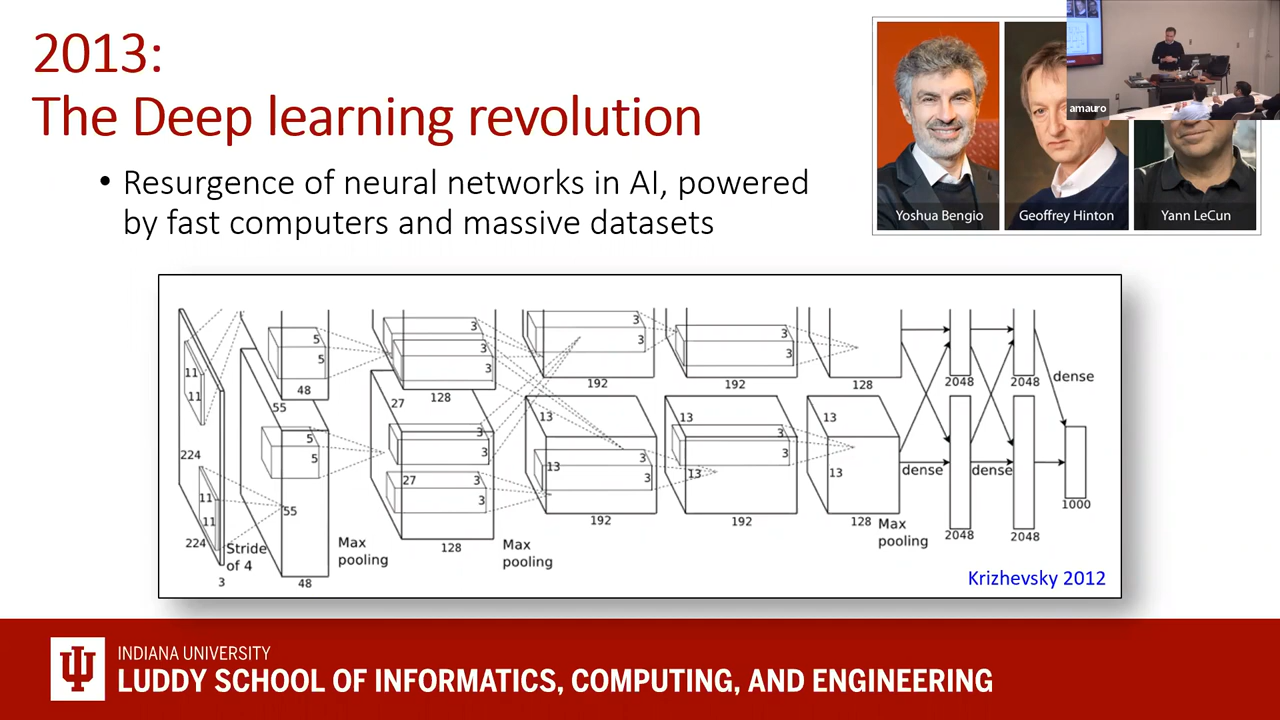 2013:
The Deep learning revolution
• Resurgence of neural networks in AI, powered
by fast computers and massive datasets
Yoshua Bengio
Geoffrey Hinton
Yann LeCun
amauro
11
11
224
11
11
224
3
Stride
of 4
5
5
48
55
5
5
55
48
Max
pooling
3
3
3
128
27
3
3
27
3
3
128
Max
pooling
3
3
192
13
13
3
3
192
3
3
192
13
3
3
13
192
128
13
13
128
Max
pooling
2048
2048
dense
dense
dense
2048
2048
1000
Krizhevsky 2012
INDIANA UNIVERSITY
LUDDY SCHOOL OF INFORMATICS, COMPUTING, AND ENGINEERING